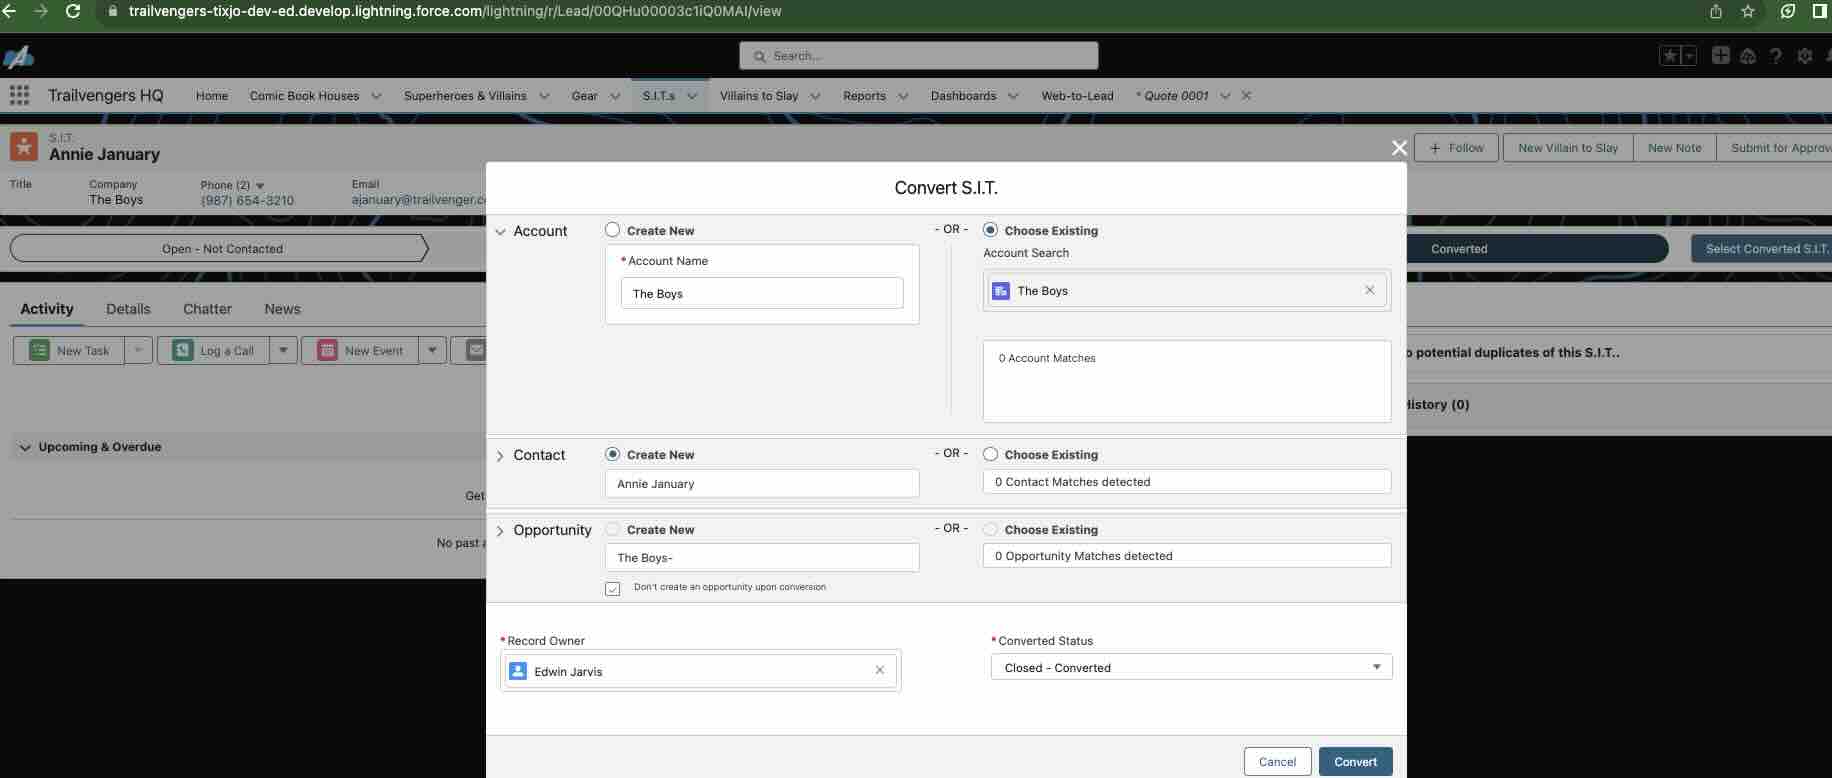 trailvengers-tixjo-dev-ed.develop.lightning.force.com/lightning/r/Lead/00QHu00003c1iQ0MAI/view
Search...
Trailvengers HQ Home Comic Book Houses Superheroes & Villains Gear S.I.T.s Villains to Slay Reports Dashboards Web-to-Lead * Quote 0001
S.I.T.
Annie January
+ Follow New Villain to Slay New Note Submit for Approva
Title Company Phone (2) Email
The Boys (987) 654-3210 ajanuary@trailvenger.c
Open - Not Contacted Converted Select Converted S.I.T.
Activity Details Chatter News
New Task Log a Call New Event
Upcoming & Overdue
Get
No past a
potential duplicates of this S.I.T..
History (0)
Convert S.I.T.
Account Create New - OR - Choose Existing
* Account Name Account Search
The Boys The Boys
0 Account Matches
Contact Create New - OR - Choose Existing
Annie January 0 Contact Matches detected
Opportunity Create New - OR - Choose Existing
The Boys- 0 Opportunity Matches detected
Don't create an opportunity upon conversion
* Record Owner * Converted Status
Edwin Jarvis Closed - Converted
Cancel Convert